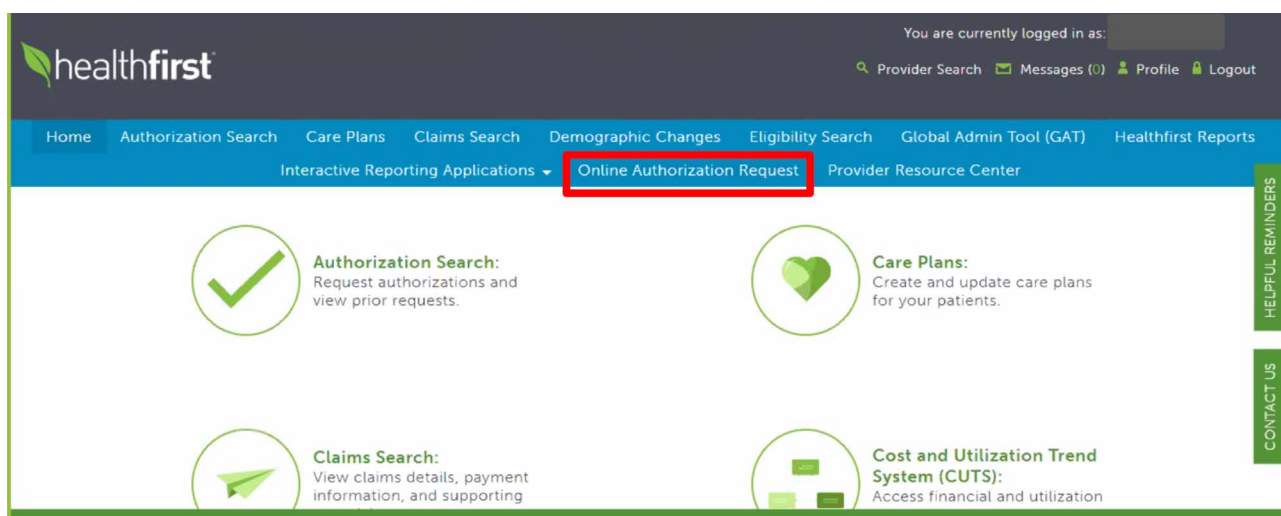 You are currently logged in as:
healthfirst
Provider Search Messages (0) Profile Logout
Home Authorization Search Care Plans Claims Search Demographic Changes Eligibility Search Global Admin Tool (GAT) Healthfirst Reports
Interactive Reporting Applications Online Authorization Request Provider Resource Center
HELPFUL REMINDERS
CONTACT US
Authorization Search:
Request authorizations and
view prior requests.
Care Plans:
Create and update care plans
for your patients.
Claims Search:
View claims details, payment
information, and supporting
Cost and Utilization Trend
System (CUTS):
Access financial and utilization